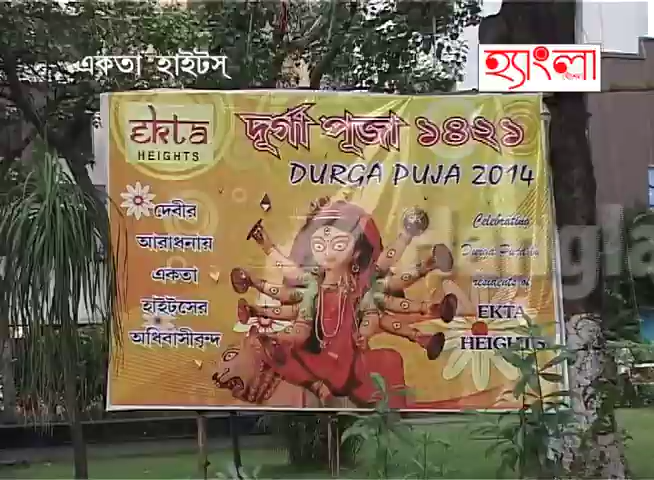 একতা হাইটস্
হ্যাংলা
ekta
HEIGHTS
দূর্গা পূজা ১৪২১
DURGA PUJA 2014
দেবীর
আরাধনায়
একতা
হাইটসের
অধিবাসীবৃন্দ
Celebrating
Durga Puja by
residents of
EKTA
HEIGHTS